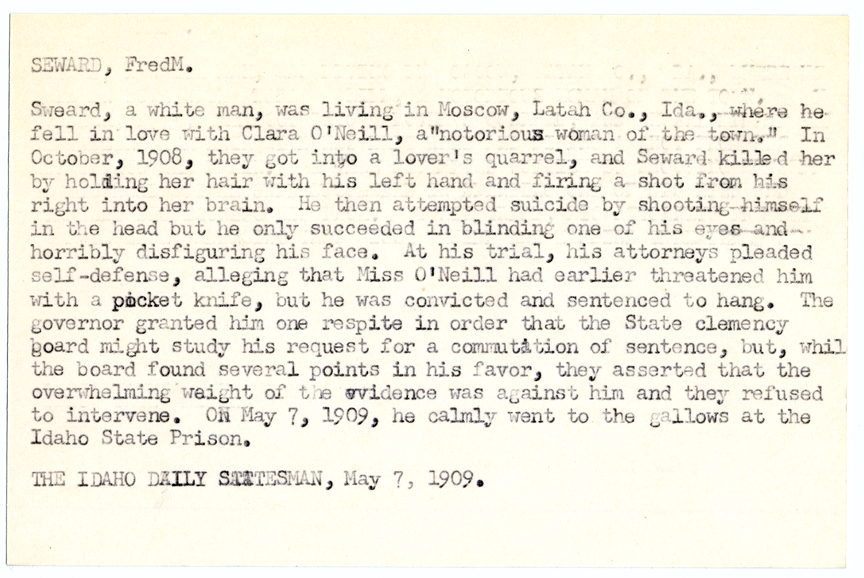 SEWARD, FredM.
Sweard, a white man, was living in Moscow, Latah Co., Ida., where he
fell in love with Clara O'Neill, a"notorious woman of the town." In
October, 1908, they got into a lover's quarrel, and Seward killed her
by holding her hair with his left hand and firing a shot from his
right into her brain. He then attempted suicide by shooting himself
in the head but he only succeeded in blinding one of his eyes and
horribly disfiguring his face. At his trial, his attorneys pleaded
self-defense, alleging that Miss O'Neill had earlier threatened him
with a pocket knife, but he was convicted and sentenced to hang. The
governor granted him one respite in order that the State clemency
board might study his request for a commutation of sentence, but, whil
the board found several points in his favor, they asserted that the
overwhelming waight of the evidence was against him and they refused
to intervene. ON May 7, 1909, he calmly went to the gallows at the
Idaho State Prison.
THE IDAHO DAILY STATESMAN, May 7, 1909.